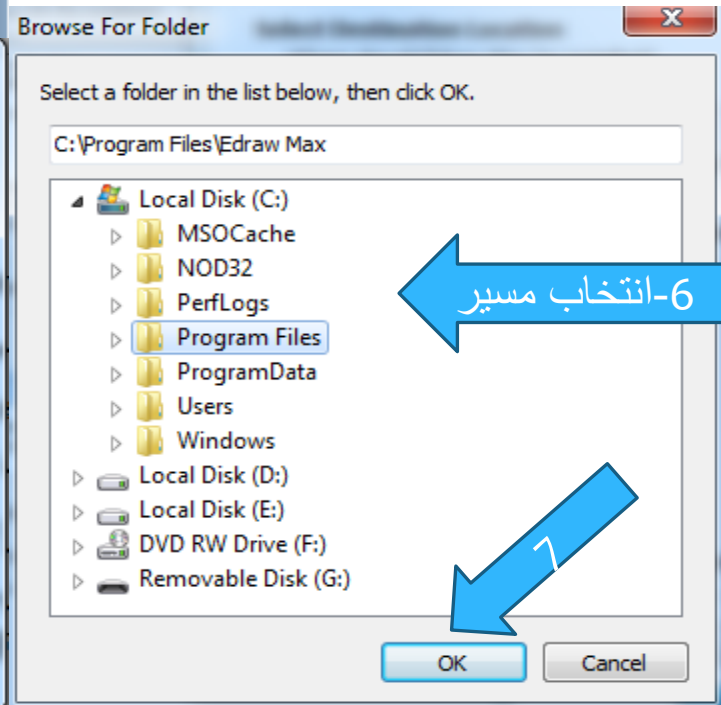 Browse For Folder
Select a folder in the list below, then click OK.
C:\Program Files\Edraw Max
Local Disk (C:)
MSOCache
NOD32
PerfLogs
Program Files
ProgramData
Users
Windows
Local Disk (D:)
Local Disk (E:)
DVD RW Drive (F:)
Removable Disk (G:)
6-انتخاب مسیر
7
OK
Cancel